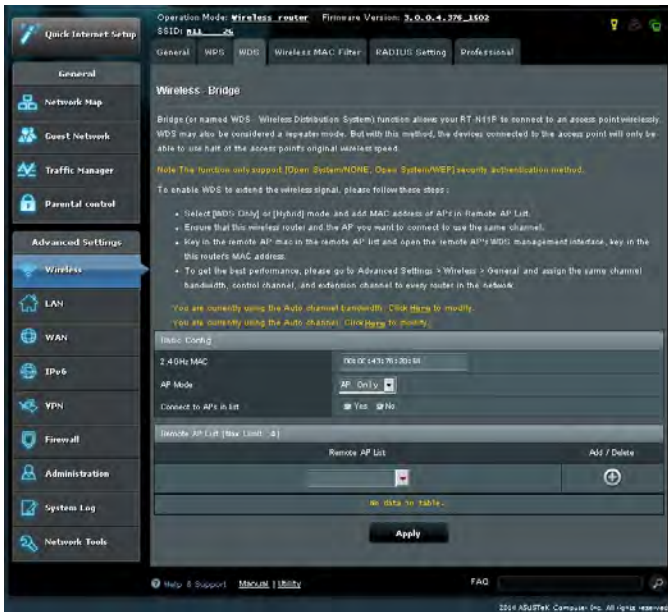 Operation Mode: Wireless router Firmware Version: 3.0.0.4.376_1502
SSID:
Quick Internet Setup
General WPS WDS Wireless MAC Filter RADIUS Setting Professional
General
Network Map
Guest Network
Traffic Manager
Parental control
Advanced Settings
Wireless
LAN
WAN
IPv6
VPN
Firewall
Administration
System Log
Network Tools
Wireless - Bridge
Bridge (or named WDS - Wireless Distribution System) function allows your RT-N11P to connect to an access point wirelessly.
WDS may also be considered a repeater mode. But with this method, the devices connected to the access point will only be
able to use half of the access point's original wireless speed.
Note:The function only support [Open System/NONE, Open System/WEP] security authentication method.
To enable WDS to extend the wireless signal, please follow these steps :
• Select [WDS Only] or [Hybrid] mode and add MAC address of APs in Remote AP List.
• Ensure that this wireless router and the AP you want to connect to use the same channel.
• Key in the remote AP mac in the remote AP list and open the remote AP's WDS management interface, key in the
this router's MAC address.
• To get the best performance, please go to Advanced Settings > Wireless > General and assign the same channel
bandwidth, control channel, and extension channel to every router in the network.
You are currently using the Auto channel bandwidth. Click Here to modify.
You are currently using the Auto channel. Click Here to modify.
Basic Config
2.4GHz MAC
AP Mode AP Only
Connect to APs in list Yes No
Remote AP List (Max Limit : 4)
Remote AP List Add / Delete
No data in table.
Apply
Help & Support Manual | Utility FAQ
2014 ASUSTeK Computer Inc. All rights reserved